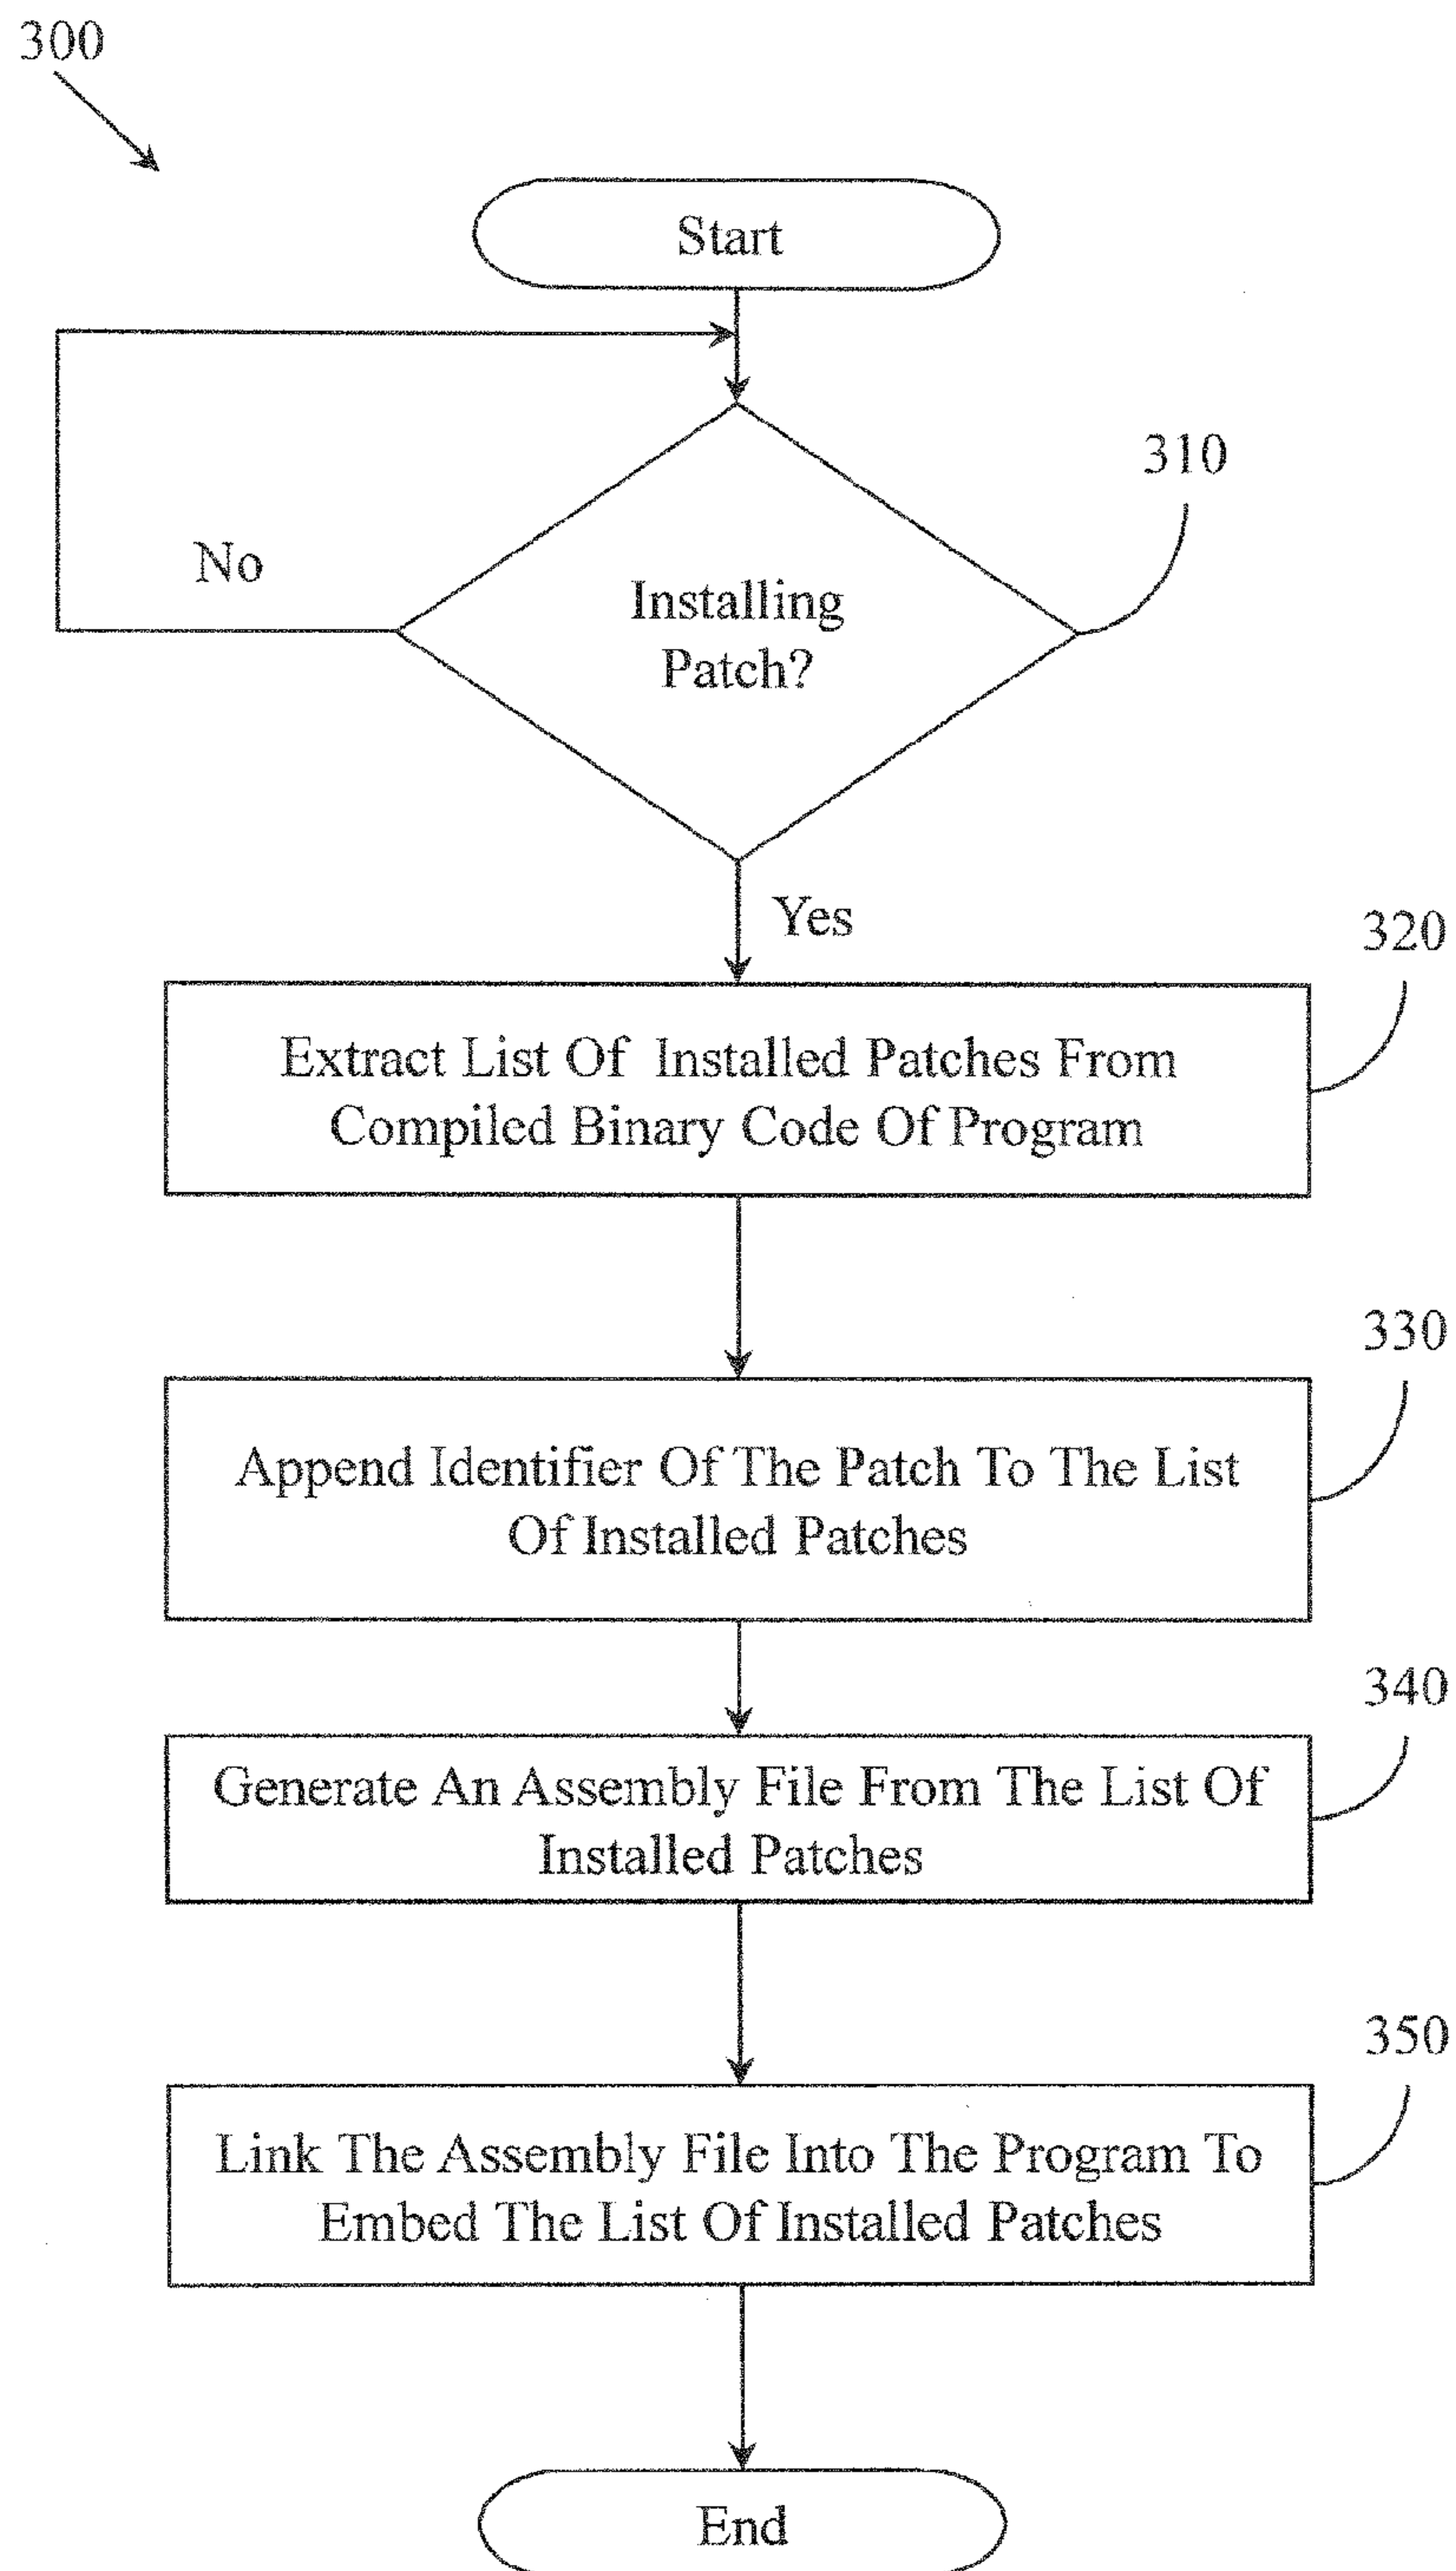 300
Start
310
No
Installing
Patch?
Yes
320
Extract List Of Installed Patches From
Compiled Binary Code Of Program
330
Append Identifier Of The Patch To The List
Of Installed Patches
340
Generate An Assembly File From The List Of
Installed Patches
350
Link The Assembly File Into The Program To
Embed The List Of Installed Patches
End